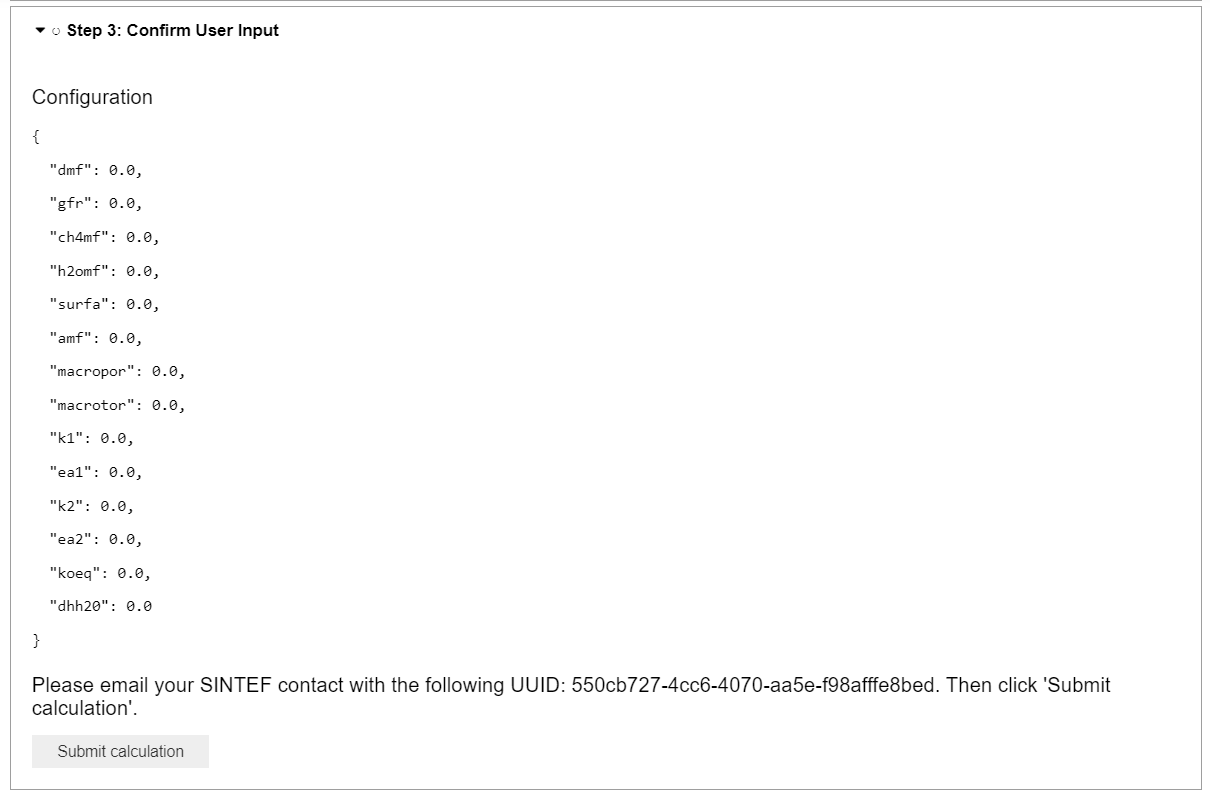 Step 3: Confirm User Input
Configuration
{
"dmf": 0.0,
"gfr": 0.0,
"ch4mf": 0.0,
"h2omf": 0.0,
"surfa": 0.0,
"amf": 0.0,
"macropor": 0.0,
"macrotor": 0.0,
"k1": 0.0,
"ea1": 0.0,
"k2": 0.0,
"ea2": 0.0,
"koeq": 0.0,
"dhh20": 0.0
}
Please email your SINTEF contact with the following UUID: 550cb727-4cc6-4070-aa5e-f98afffe8bed. Then click 'Submit
calculation'.
Submit calculation